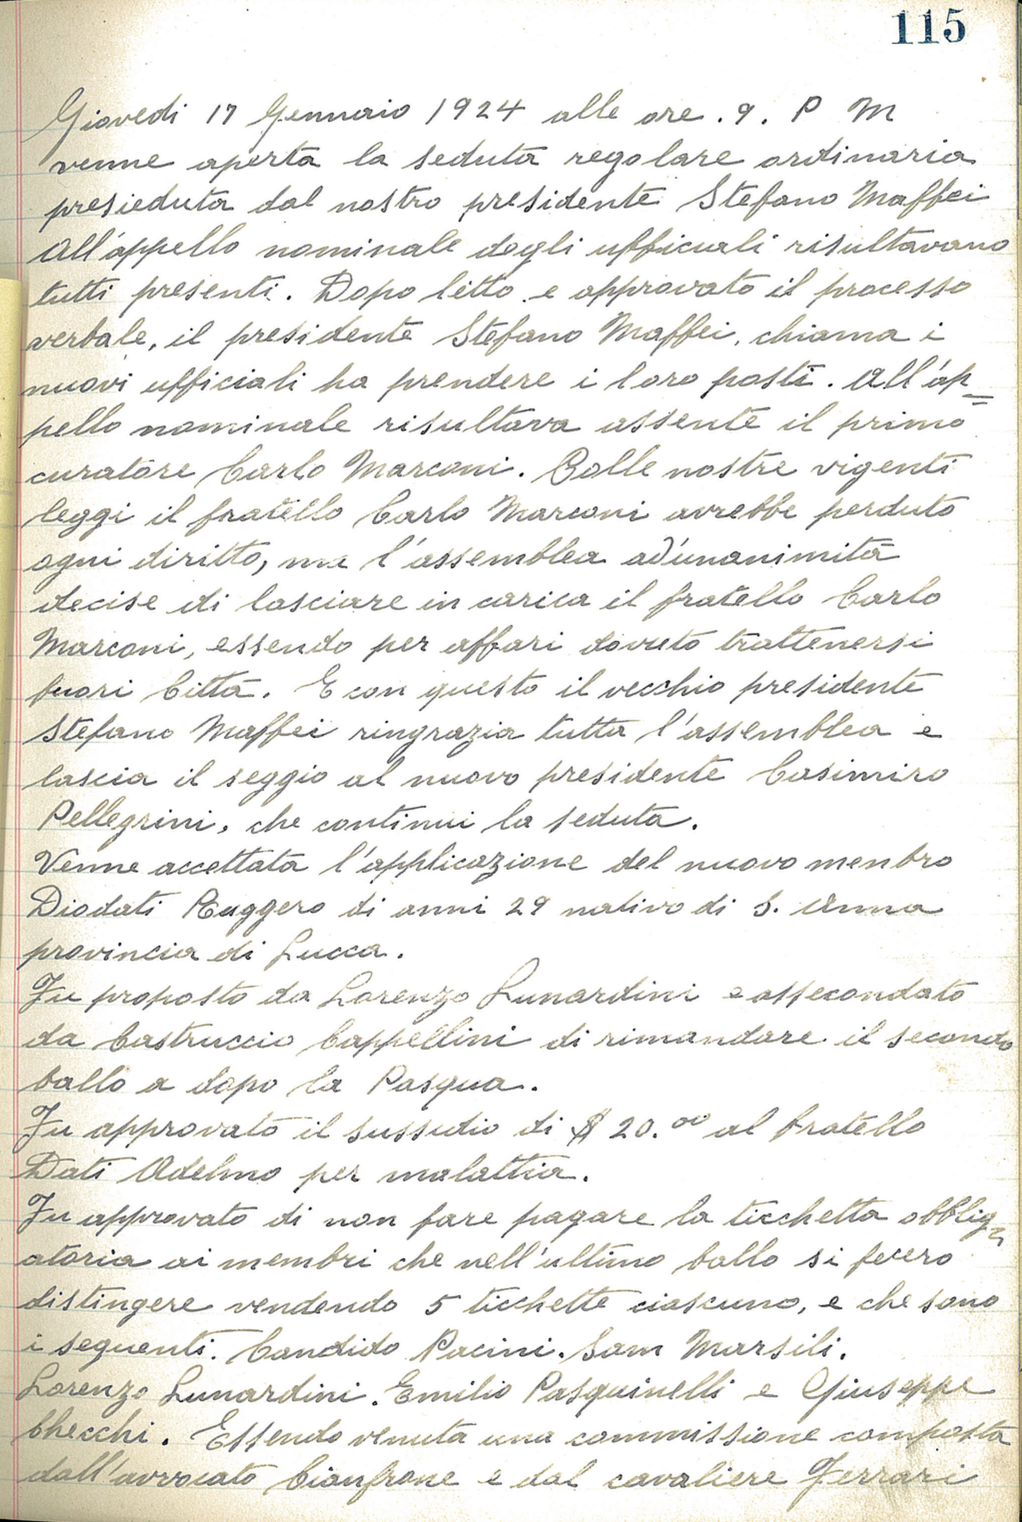 115
Giovedi 17 Gennaio 1924 alle ore . 9 . P M
venne aperta la seduta regolare ordinaria
presieduta dal nostro presidente Stefano Maffei
All'appello nominale degli ufficiali risultavano
tutti presenti. Dopo letto e approvato il processo
verbale, il presidente Stefano Maffei, chiama i
nuovi ufficiali ha prendere i loro posti. All'ap=
pello nominale risultava assente il primo
curatore Carlo Marconi. Dalle nostre vigenti
leggi il fratello Carlo Marconi avrebbe perduto
ogni diritto, ma l'assemblea ad'unanimità
decise di lasciare in carica il fratello Carlo
Marconi, essendo per affari dovuto trattenersi
fuori Città. E con questo il vecchio presidente
Stefano Maffei ringrazia tutta l'assemblea e
lascia il seggio al nuovo presidente Casimiro
Pellegrini, che continui la seduta.
Venne accettata l'applicazione del nuovo menbro
Diodati Ruggero di anni 29 nativo di S. Anna
provincia di Lucca.
Fu proposto da Lorenzo Lunardini e assecondato
da Castruccio Cappellini di rimandare il secondo
ballo a dopo la Pasqua.
Fu approvato il sussidio di $ 20.00 al fratello
Dati Adelmo per malattia.
Fu approvato di non fare pagare la ticchetta obblig=
atoria ai membri che nell'ultimo ballo si fecero
distingere vendendo 5 ticchette ciascuno, e che sono
i seguenti. Candido Pacini. Sam Marsili.
Lorenzo Lunardini. Emilio Pasquinelli e Giuseppe
Checchi. Essendo venuta una commissione composta
dall'avvocato Cianfrone e dal cavaliere Ferrari